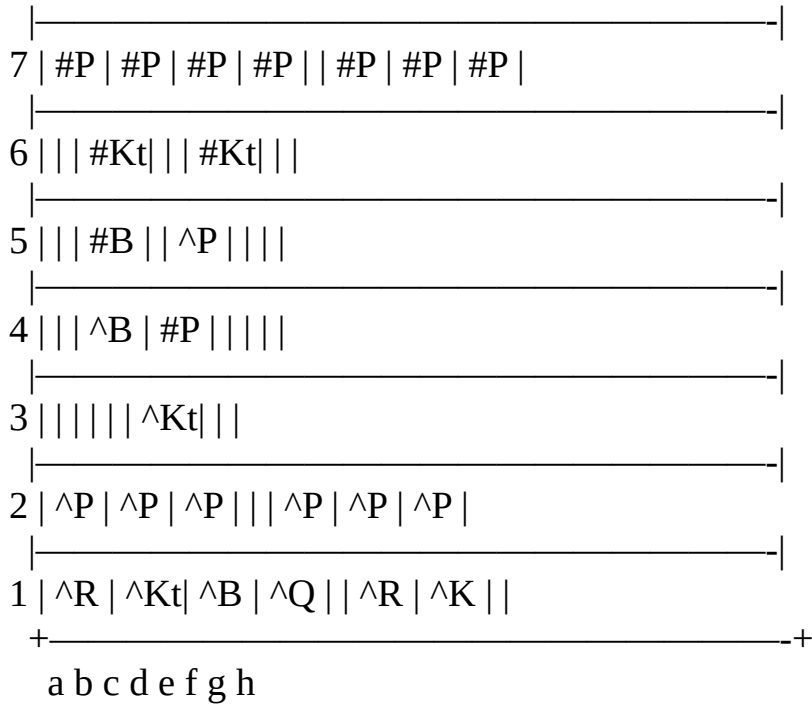 |———————————————————-|
7 | #P | #P | #P | #P | | #P | #P | #P |
|———————————————————-|
6 | | | #Kt| | | #Kt| | |
|———————————————————-|
5 | | | #B | | ^P | | | |
|———————————————————-|
4 | | | ^B | #P | | | | |
|———————————————————-|
3 | | | | | | ^Kt| | |
|———————————————————-|
2 | ^P | ^P | ^P | | | ^P | ^P | ^P |
|———————————————————-|
1 | ^R | ^Kt| ^B | ^Q | | ^R | ^K | |
+———————————————————-+
a b c d e f g h